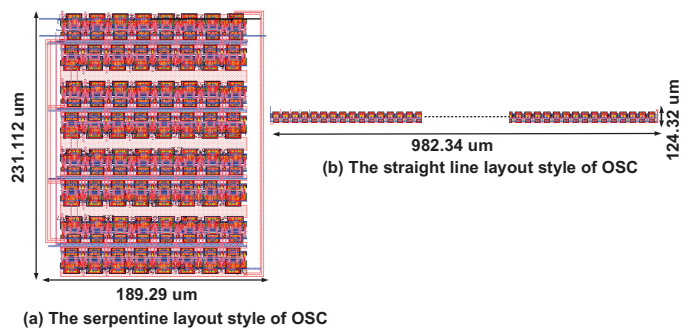 231.112 um
189.29 um
(a) The serpentine layout style of OSC
982.34 um
124.32 um
(b) The straight line layout style of OSC